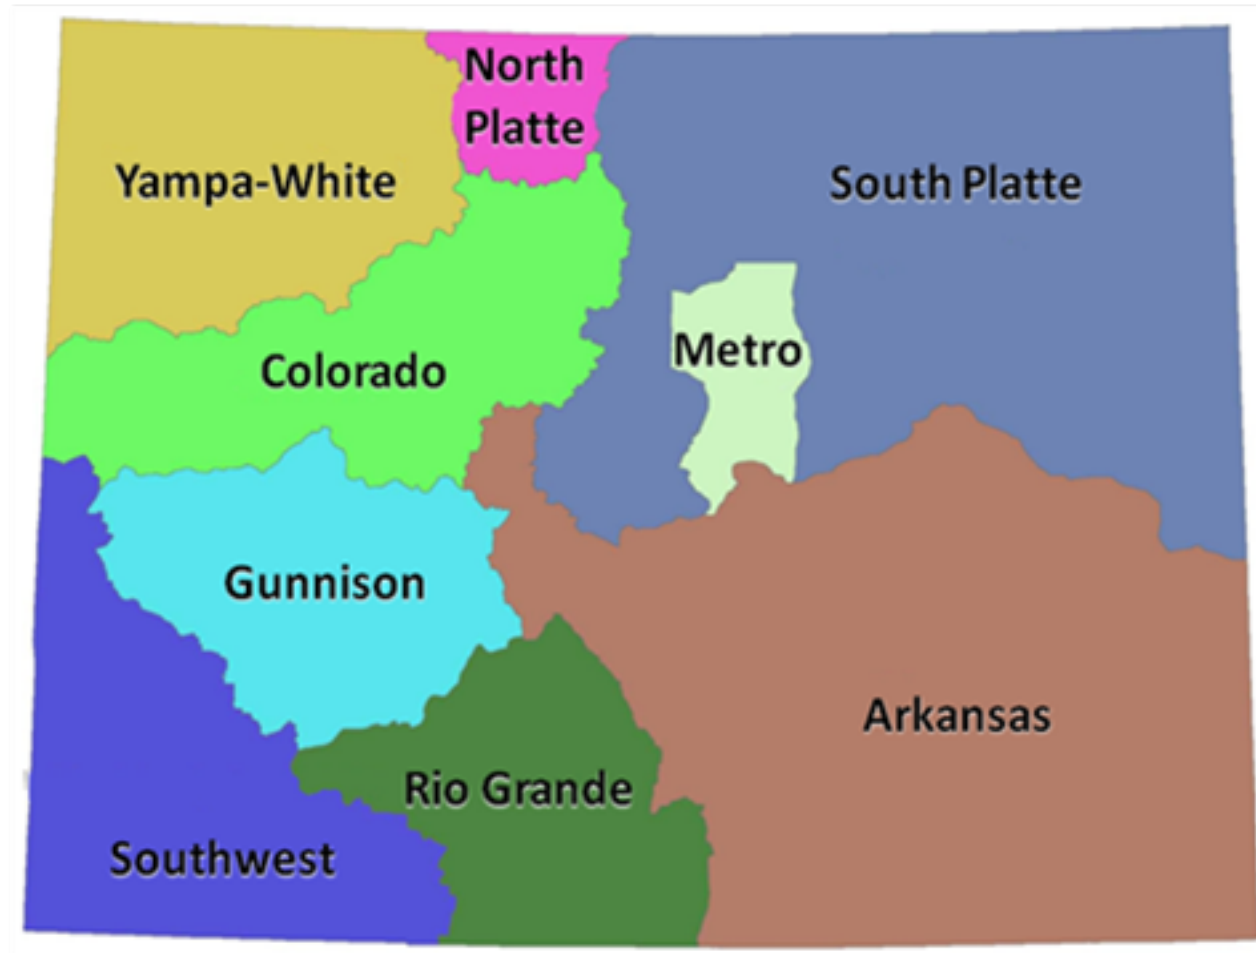 North
Platte
Yampa-White
South Platte
Metro
Colorado
Gunnison
Arkansas
Rio Grande
Southwest